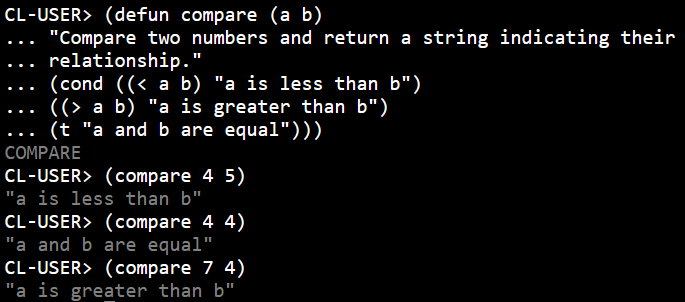 CL-USER> (defun compare (a b)
... "Compare two numbers and return a string indicating their
... relationship."
... (cond ((< a b) "a is less than b")
... ((> a b) "a is greater than b")
... (t "a and b are equal")))
COMPARE
CL-USER> (compare 4 5)
"a is less than b"
CL-USER> (compare 4 4)
"a and b are equal"
CL-USER> (compare 7 4)
"a is greater than b"